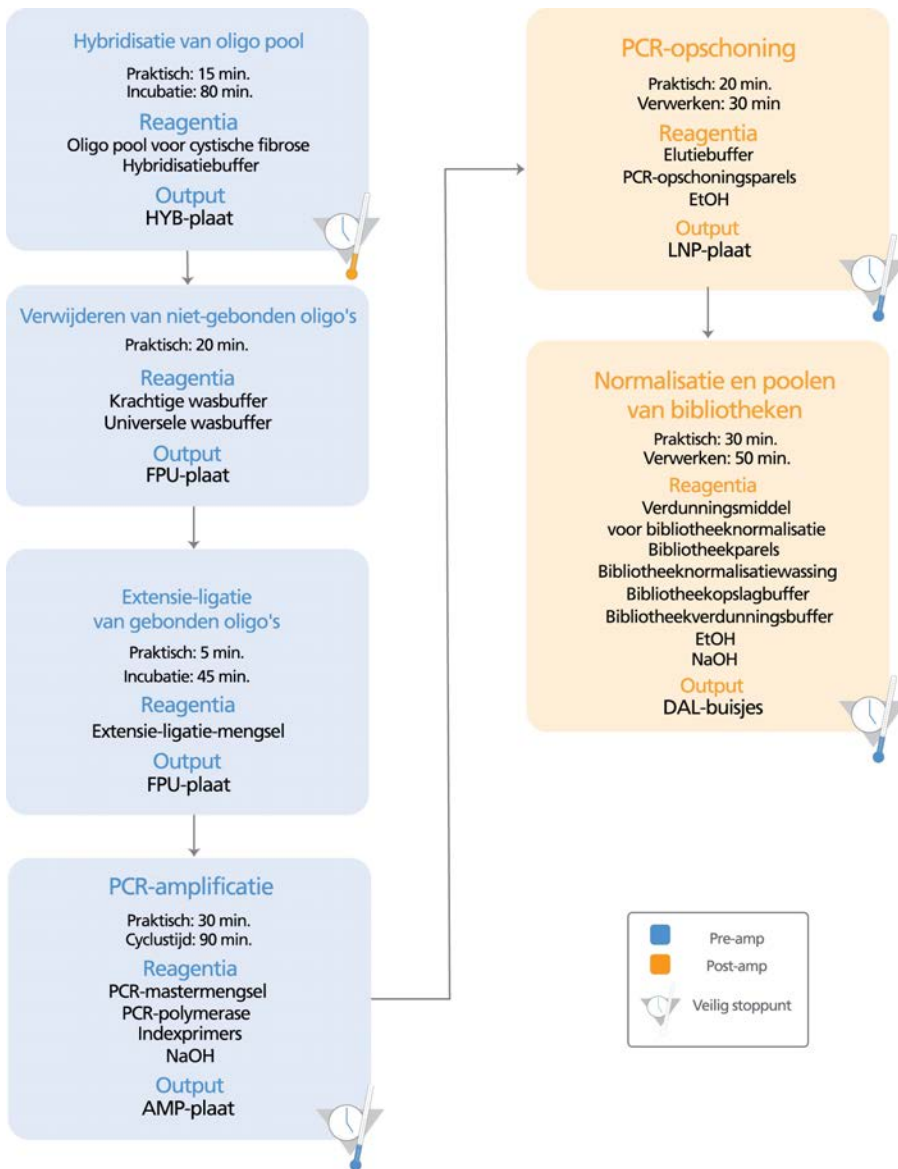 Hybridisatie van oligo pool
Praktisch: 15 min.
Incubatie: 80 min.
Reagentia
Oligo pool voor cystische fibrose
Hybridisatiebuffer
Output
HYB-plaat
Verwijderen van niet-gebonden oligo's
Praktisch: 20 min.
Reagentia
Krachtige wasbuffer
Universele wasbuffer
Output
FPU-plaat
Extensie-ligatie
van gebonden oligo's
Praktisch: 5 min.
Incubatie: 45 min.
Reagentia
Extensie-ligatie-mengsel
Output
FPU-plaat
PCR-amplificatie
Praktisch: 30 min.
Cyclustijd: 90 min.
Reagentia
PCR-mastermengsel
PCR-polymerase
Indexprimers
NaOH
Output
AMP-plaat
PCR-opschoning
Praktisch: 20 min.
Verwerken: 30 min
Reagentia
Elutiebuffer
PCR-opschoningsparels
EtOH
Output
LNP-plaat
Normalisatie en poolen
van bibliotheken
Praktisch: 30 min.
Verwerken: 50 min.
Reagentia
Verdunningsmiddel
voor bibliotheeknormalisatie
Bibliotheekparels
Bibliotheeknormalisatiewassing
Bibliotheekopslagbuffer
Bibliotheekverdunningsbuffer
EtOH
NaOH
Output
DAL-buisjes
Pre-amp
Post-amp
Veilig stoppunt